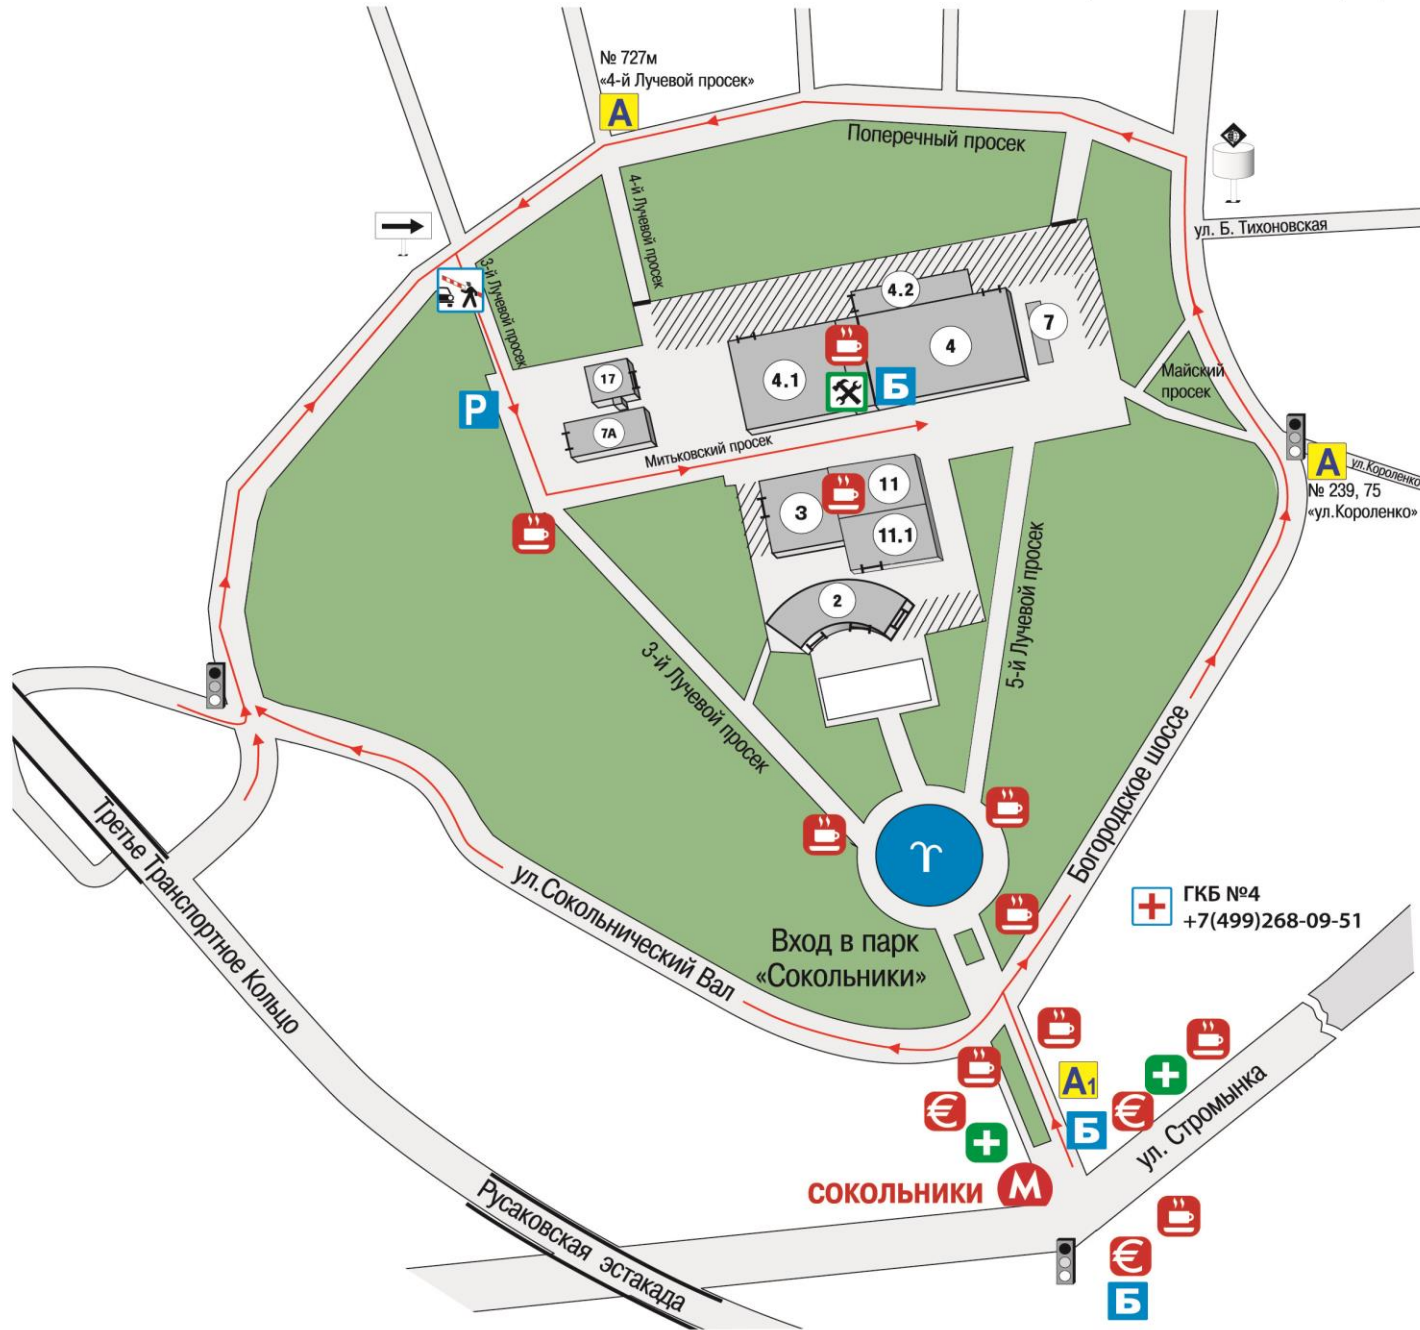 № 727м
«4-й Лучевой просек»
А
Поперечный просек
4-й Лучевой просек
3-й Лучевой просек
ул. Б. Тихоновская
4.2
4
7
4.1
Б
17
7А
Р
Майский
просек
Митьковский просек
А
ул.Короленко
№ 239, 75
«ул.Короленко»
3
11
11.1
2
5-й Лучевой просек
3-й Лучевой просек
Богородское шоссе
Третье Транспортное Кольцо
ул.Сокольнический Вал
ГКБ №4
+7(499)268-09-51
Вход в парк
«Сокольники»
А1
Б
€
€
ул. Стромынка
СОКОЛЬНИКИ М
Русаковская эстакада
€
Б